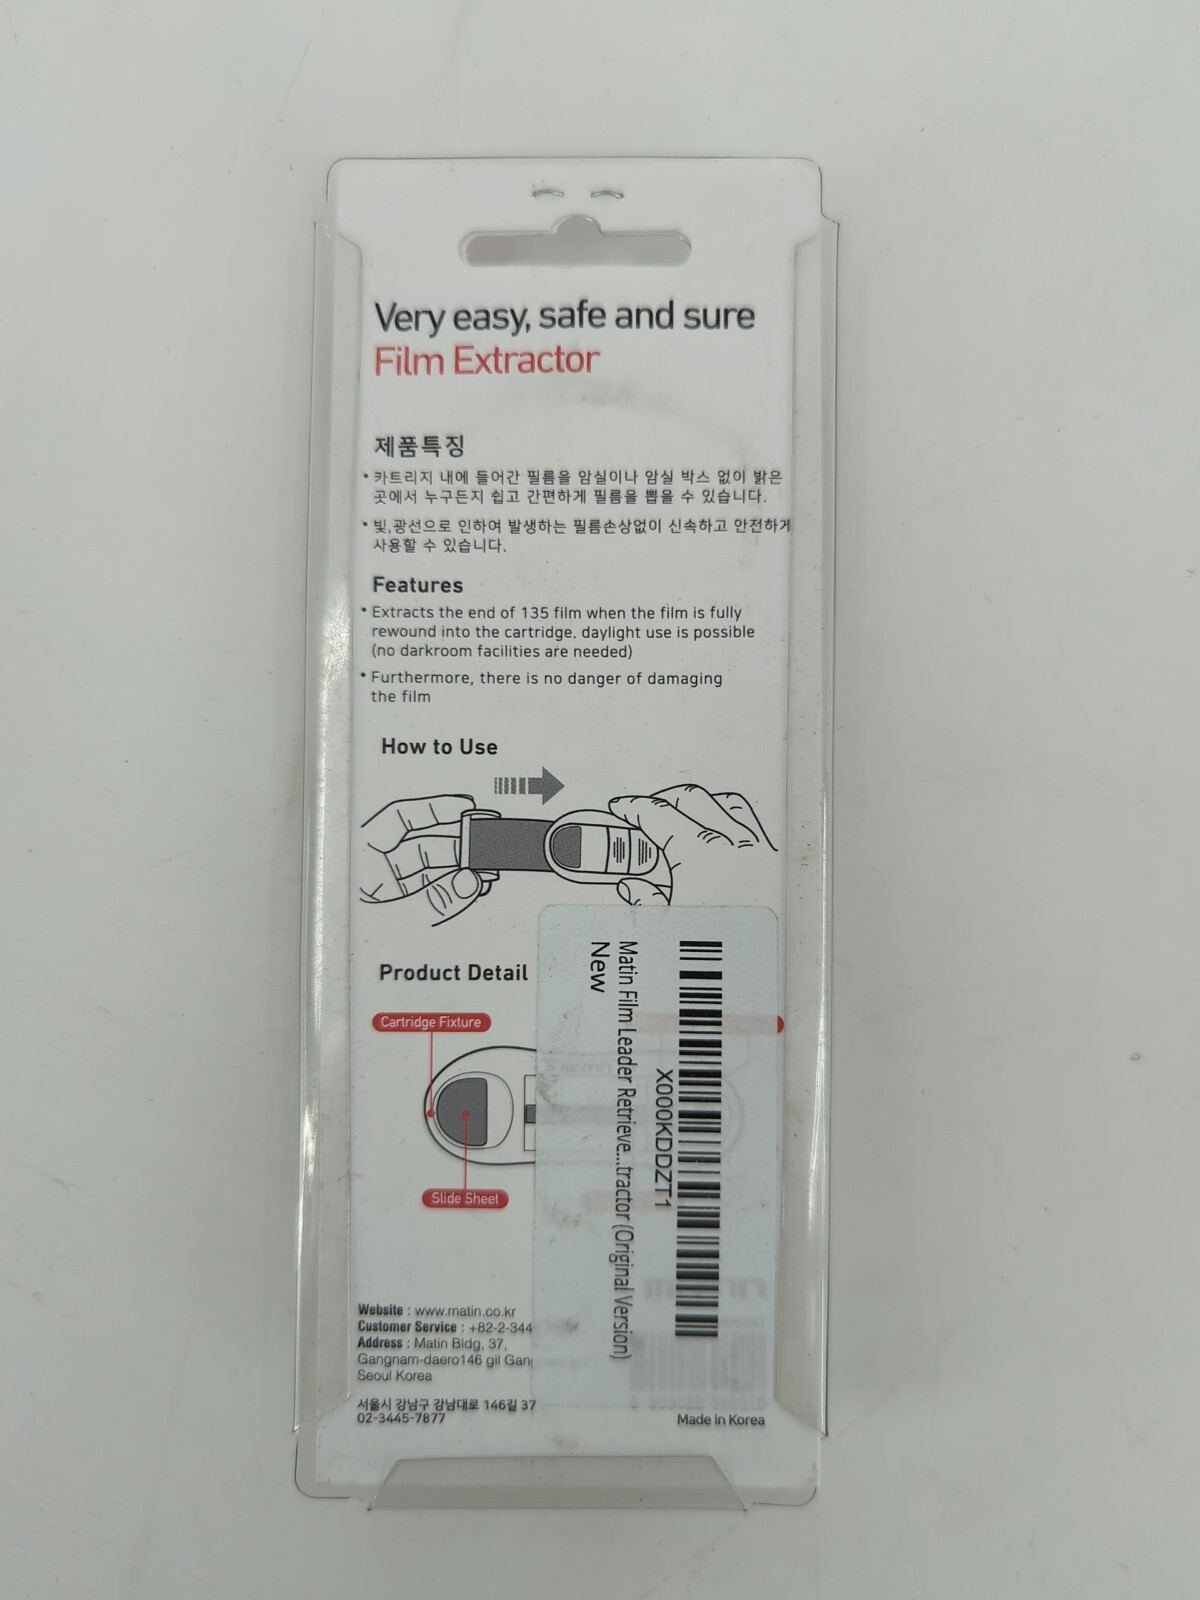 Very easy, safe and sure
Film Extractor
제품특징
• 카트리지 내에 들어간 필름을 암실이나 암실 박스 없이 밝은
곳에서 누구든지 쉽고 간편하게 필름을 뽑을 수 있습니다.
• 빛,광선으로 인하여 발생하는 필름손상없이 신속하고 안전하게
사용할 수 있습니다.
Features
• Extracts the end of 135 film when the film is fully
rewound into the cartridge. daylight use is possible
(no darkroom facilities are needed)
• Furthermore, there is no danger of damaging
the film
How to Use
Product Detail
Cartridge Fixture
Slide Sheet
X000KDDZT1
Matin Film Leader Retrieve...tractor (Original Version)
New
Website : www.matin.co.kr
Customer Service : +82-2-344
Address : Matin Bldg, 37,
Gangnam-daero146 gil Gan
Seoul Korea
서울시 강남구 강남대로 146길 37
02-3445-7877
Made in Korea